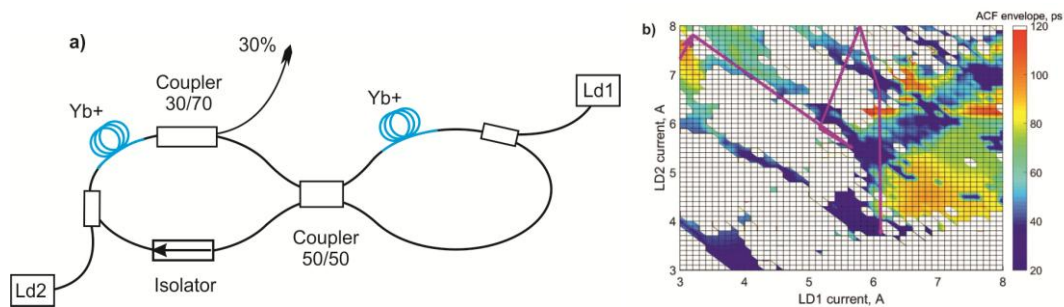 a)
30%
Coupler
30/70
Yb+
Yb+
Ld1
Coupler
50/50
Isolator
Ld2
b)
ACF envelope, ps
8
7
6
5
4
3
LD2 current, A
3 4 5 6 7 8
LD1 current, A
120
100
80
60
40
20